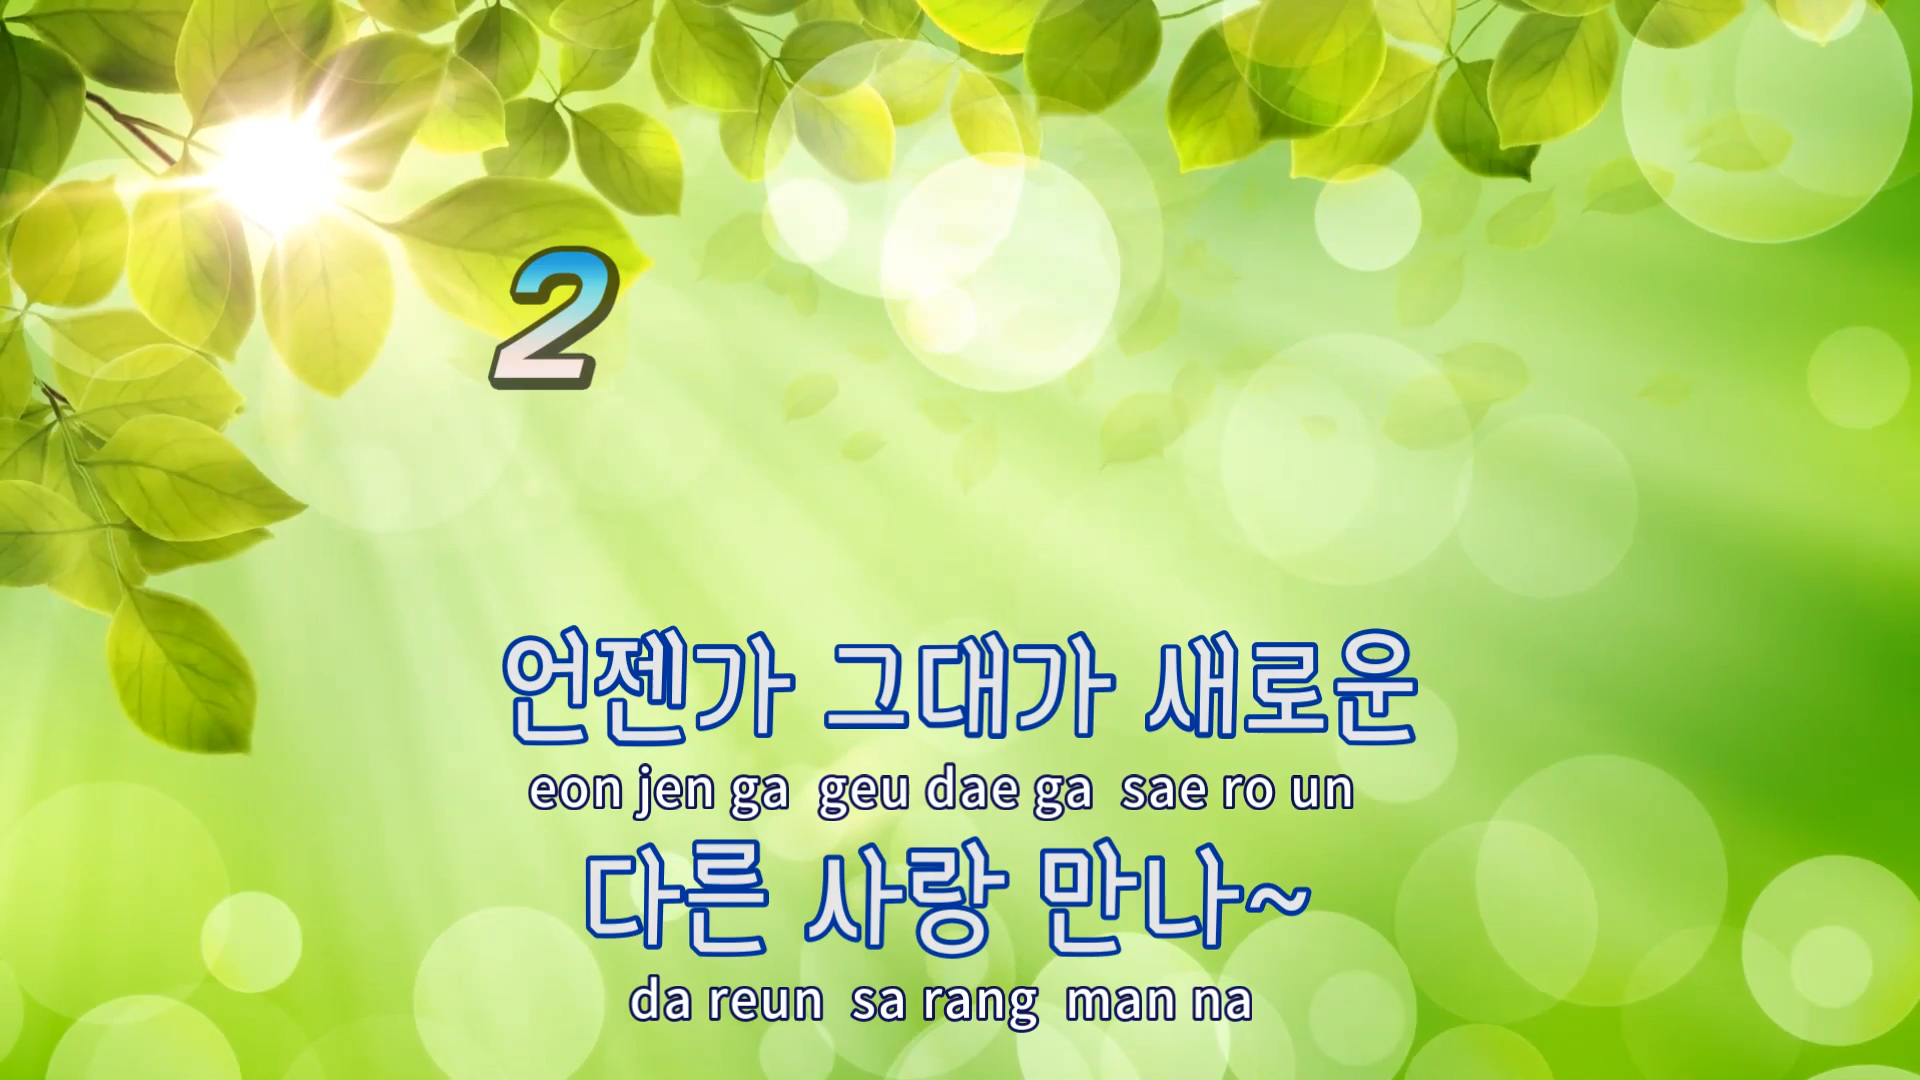 2
언젠가 그대가 새로운
eon jen ga geu dae ga sae ro un
다른 사랑 만나~
da reun sa rang man na